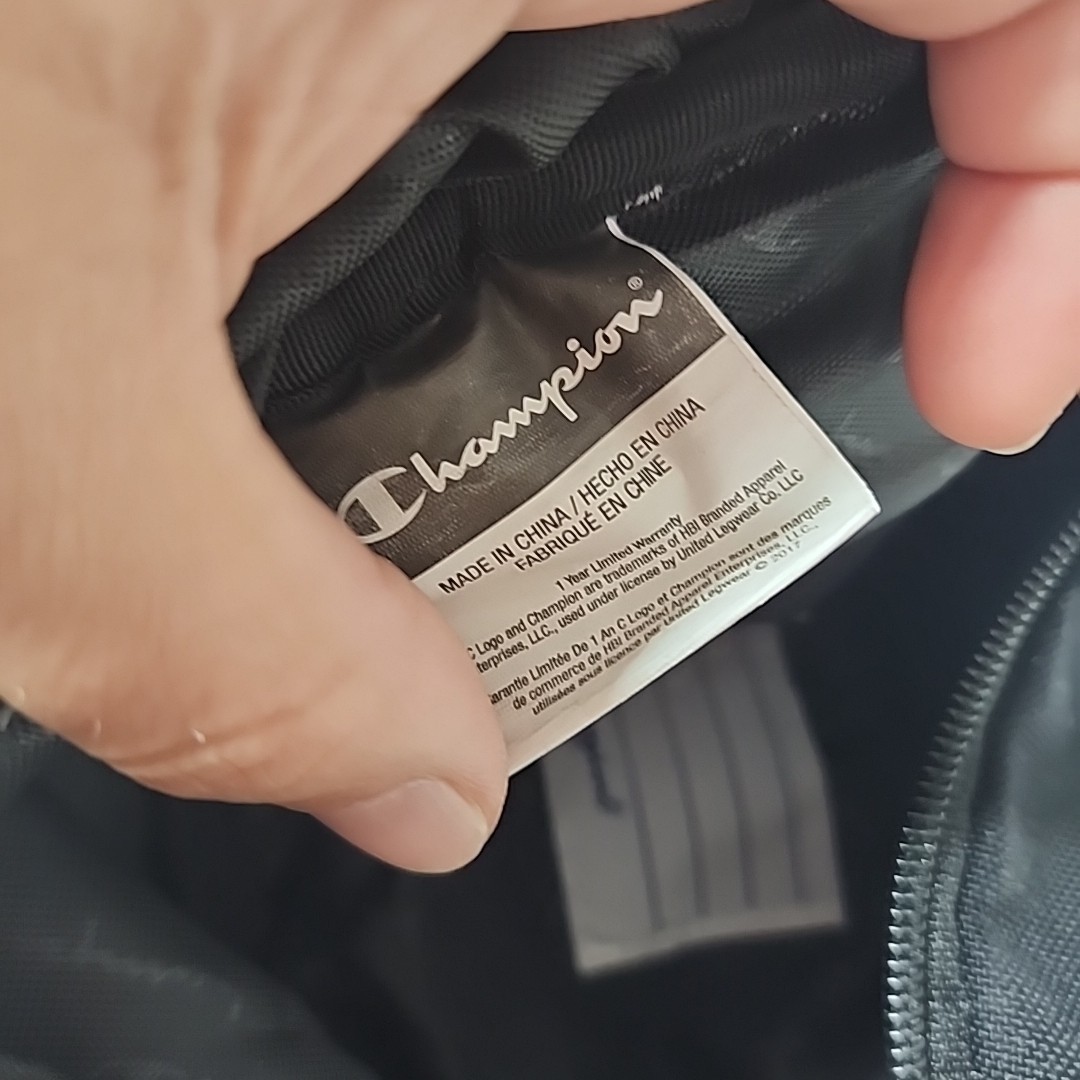 Champion®
MADE IN CHINA / HECHO EN CHINA
FABRIQUÉ EN CHINE
1 Year Limited Warranty
C Logo and Champion are trademarks of HBI Branded Apparel
terprises, LLC., used under license by United Legwear Co. LLC
arantie Limitée De 1 An C Logo et Champion sont des marques
de commerce de HBI Branded Apparel Enterprises, LLC.,
utilisées sous licence par United Legwear © 2017